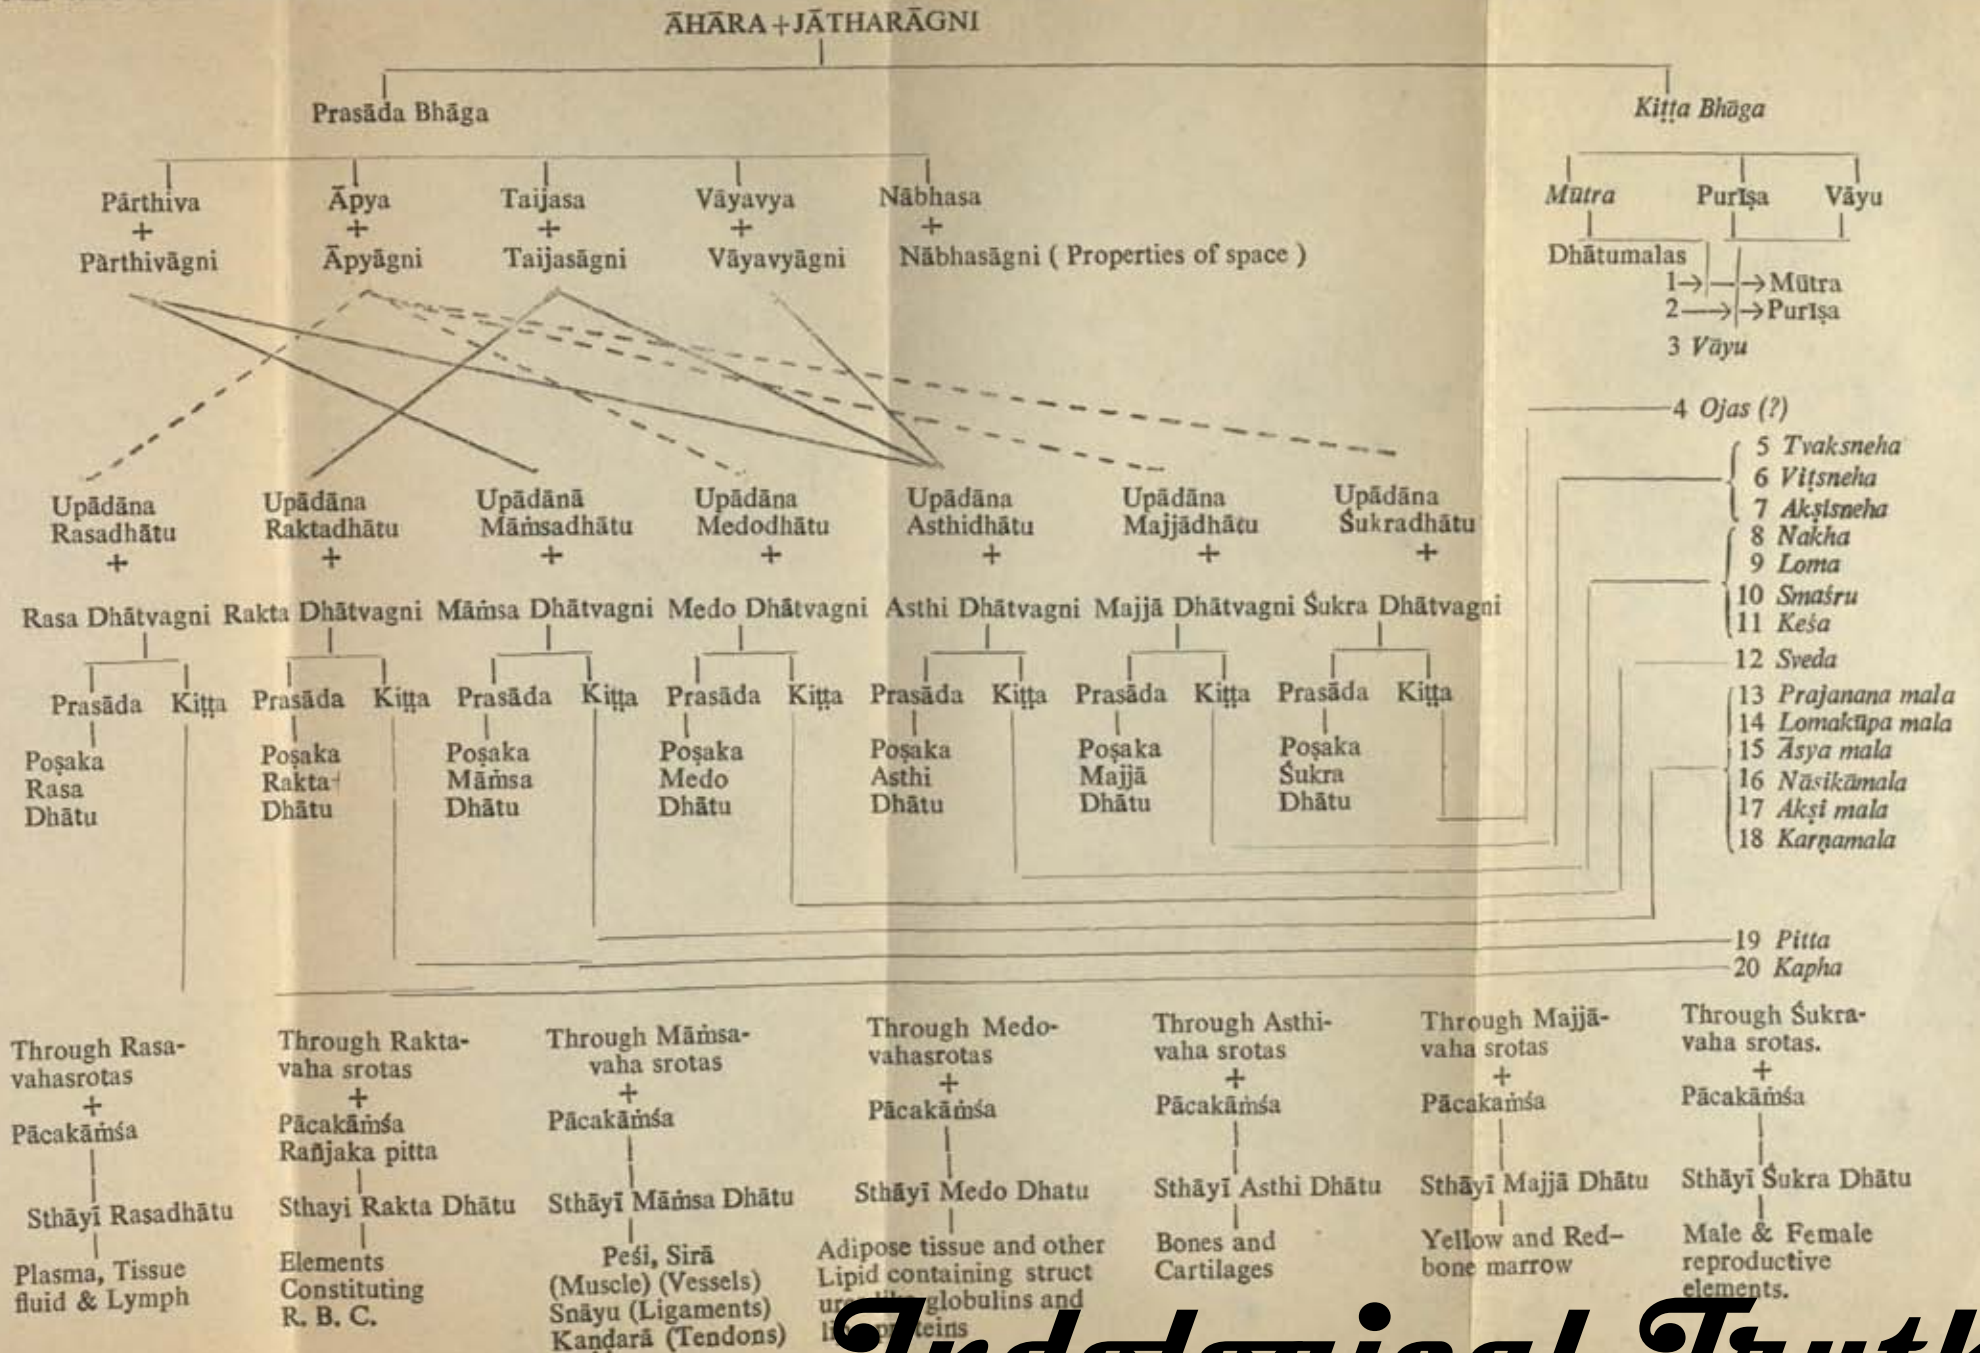 ĀHĀRA+JĀTHARĀGNI
Prasāda Bhāga
Kiṭṭa Bhāga
Pārthiva
+
Pārthivāgni
Āpya
+
Āpyāgni
Taijasa
+
Taijasāgni
Vāyavya
+
Vāyavyāgni
Nābhasa
+
Nābhasāgni ( Properties of space )
Mūtra
Purīṣa
Vāyu
Dhātumalas
1→ → Mūtra
2→ → Purīṣa
3 Vāyu
4 Ojas (?)
5 Tvaksneha
6 Viṭsneha
7 Akṣisneha
8 Nakha
9 Loma
10 Smaśru
11 Keśa
12 Sveda
13 Prajanana mala
14 Lomakūpa mala
15 Āsya mala
16 Nāsikāmala
17 Akṣi mala
18 Karṇamala
19 Pitta
20 Kapha
Upādāna
Rasadhātu
+
Upādāna
Raktadhātu
+
Upādānā
Māṁsadhātu
+
Upādāna
Medodhātu
+
Upādāna
Asthidhātu
+
Upādāna
Majjādhātu
+
Upādāna
Śukradhātu
+
Rasa Dhātvagni
Rakta Dhātvagni
Māṁsa Dhātvagni
Medo Dhātvagni
Asthi Dhātvagni
Majjā Dhātvagni
Śukra Dhātvagni
Prasāda Kiṭṭa
Prasāda Kiṭṭa
Prasāda Kiṭṭa
Prasāda Kiṭṭa
Prasāda Kiṭṭa
Prasāda Kiṭṭa
Prasāda Kiṭṭa
Poṣaka
Rasa
Dhātu
Poṣaka
Rakta
Dhātu
Poṣaka
Māṁsa
Dhātu
Poṣaka
Medo
Dhātu
Poṣaka
Asthi
Dhātu
Poṣaka
Majjā
Dhātu
Poṣaka
Śukra
Dhātu
Through Rasa-
vahasrotas
+
Pācakāṁśa
Sthāyī Rasadhātu
Plasma, Tissue
fluid & Lymph
Through Rakta-
vaha srotas
+
Pācakāṁśa
Rañjaka pitta
Sthayi Rakta Dhātu
Elements
Constituting
R. B. C.
Through Māṁsa-
vaha srotas
+
Pācakāṁśa
Sthāyī Māṁsa Dhātu
Peśi, Sirā
(Muscle) (Vessels)
Snāyu (Ligaments)
Kaṇḍarā (Tendons)
Through Medo-
vahasrotas
+
Pācakāṁśa
Sthāyī Medo Dhatu
Adipose tissue and other
Lipid containing struct
globulins and
Through Asthi-
vaha srotas
+
Pācakāṁśa
Sthāyī Asthi Dhātu
Bones and
Cartilages
Through Majjā-
vaha srotas
+
Pācakaṁśa
Sthāyī Majjā Dhātu
Yellow and Red-
bone marrow
Through Śukra-
vaha srotas.
+
Pācakāṁśa
Sthāyī Śukra Dhātu
Male & Female
reproductive
elements.
Indological